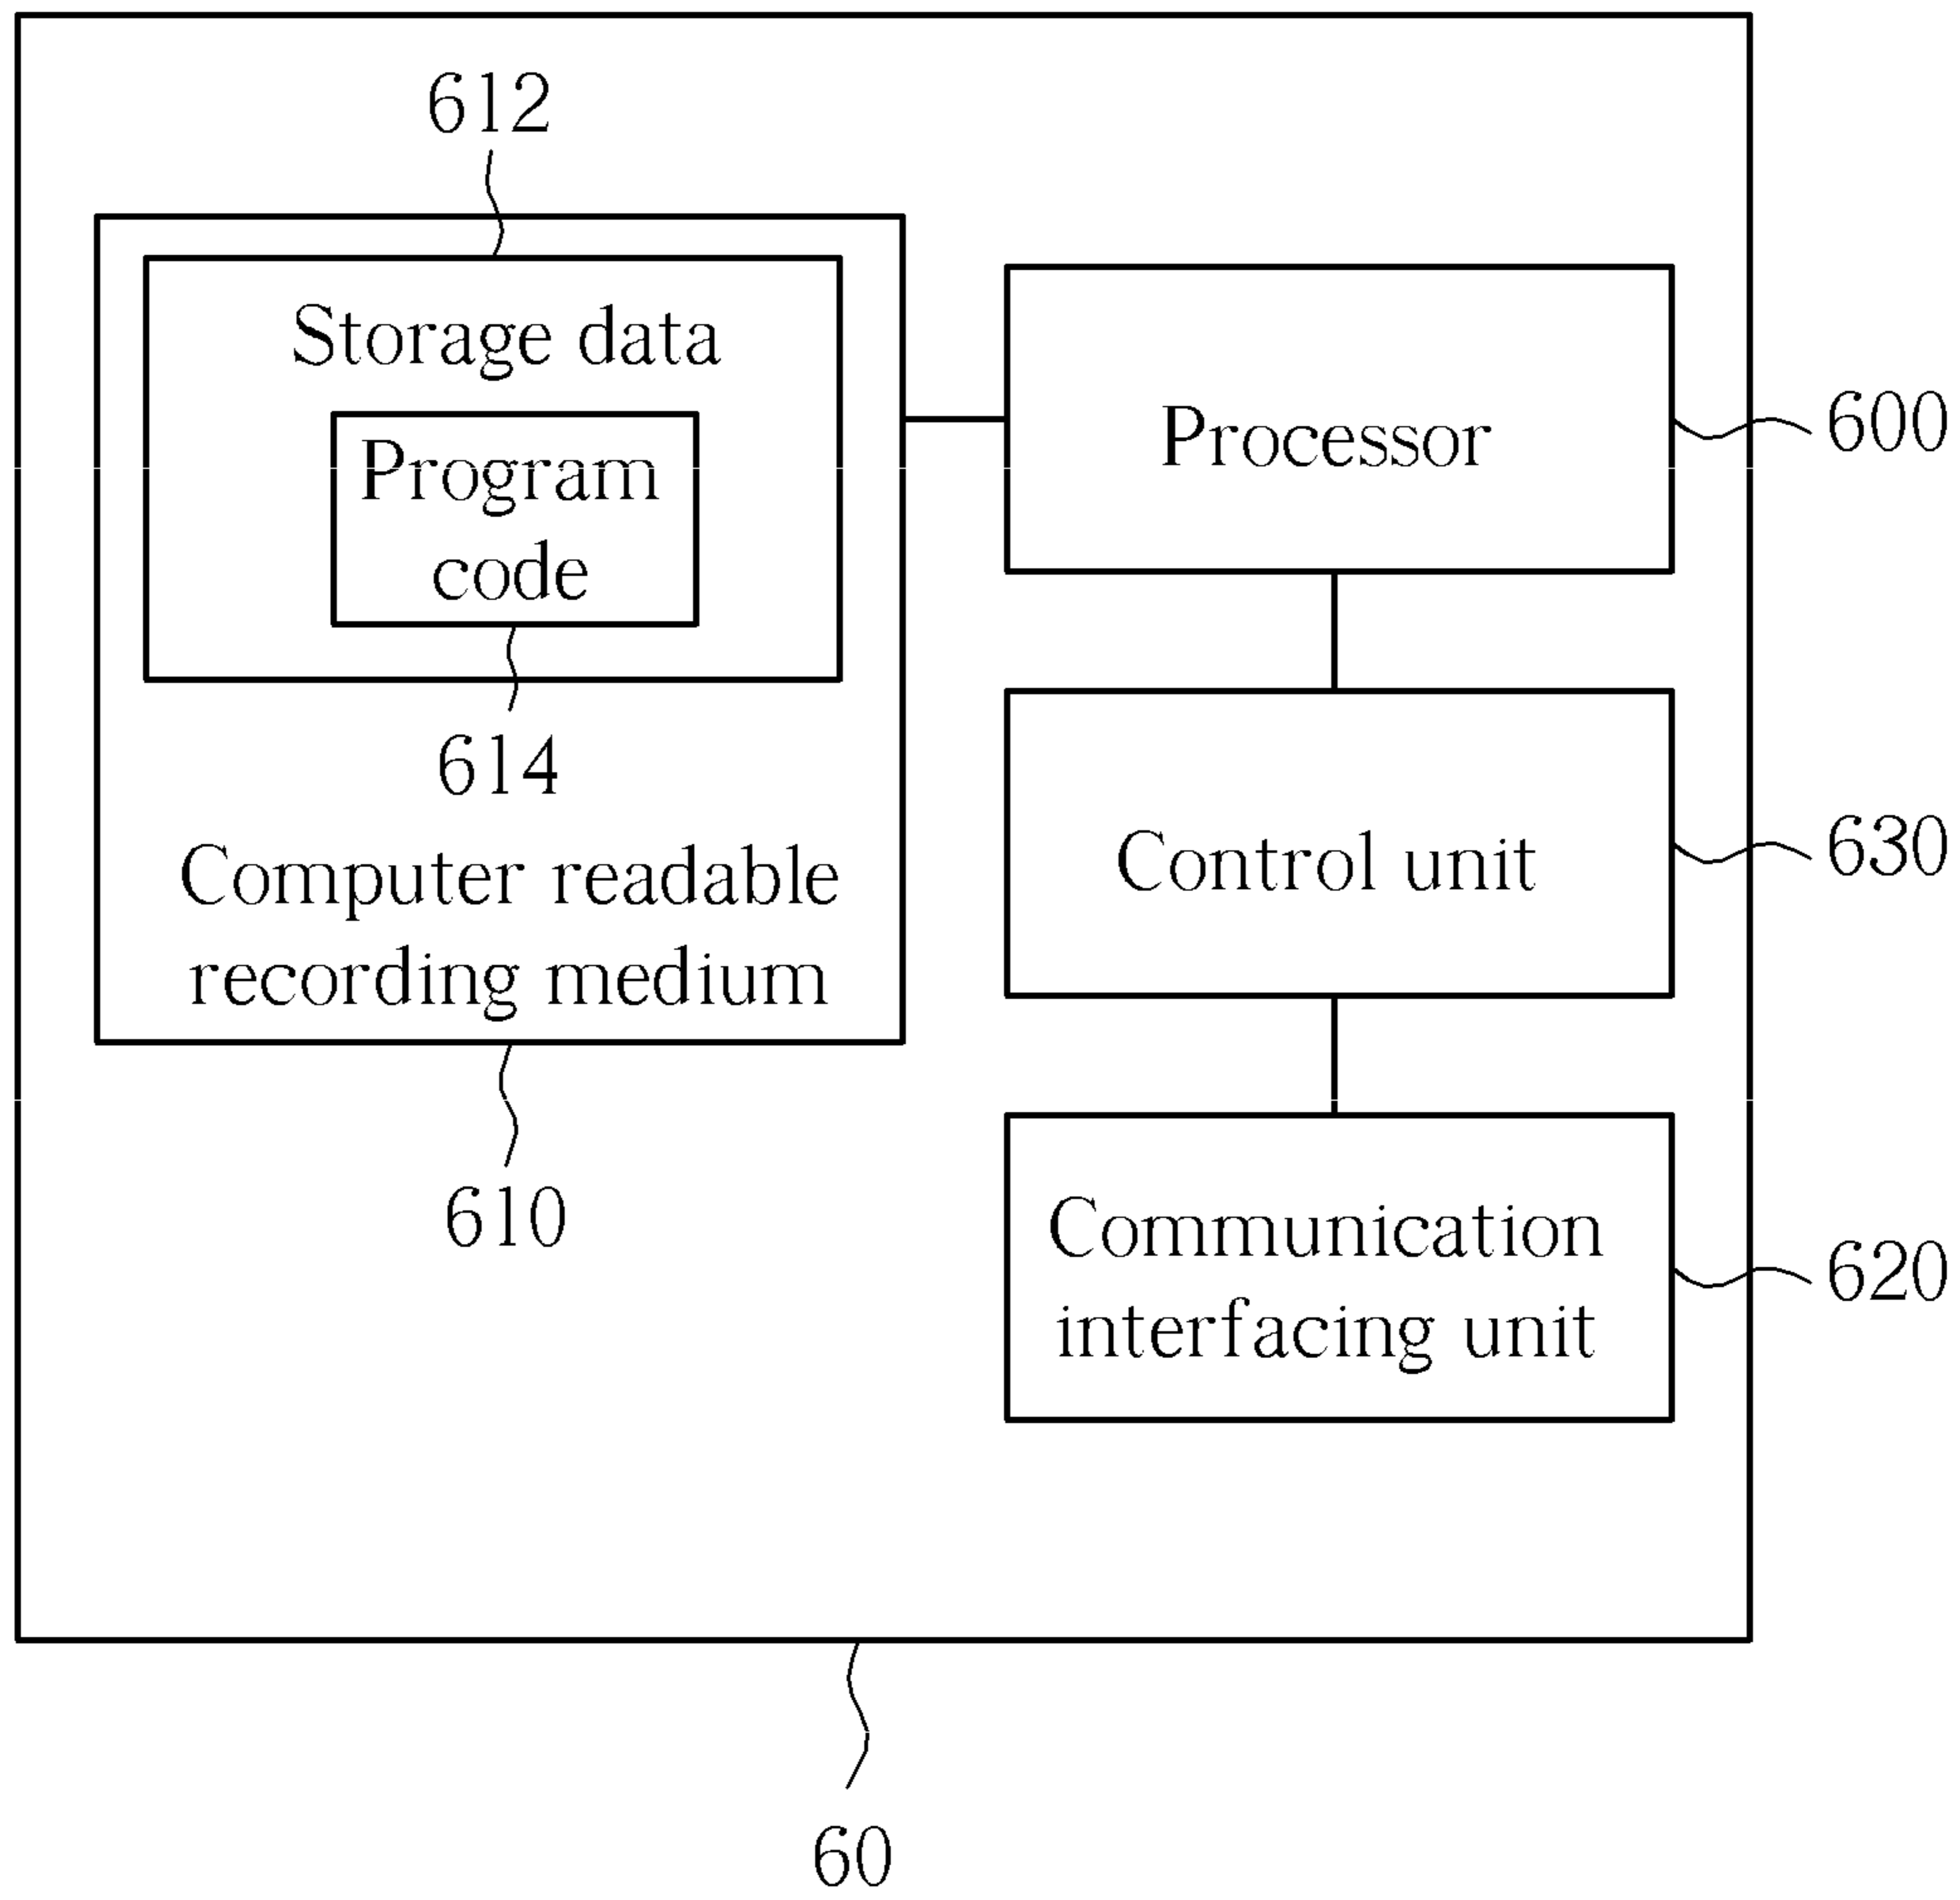 612
Storage data
Program
code
614
Computer readable
recording medium
610
Processor
600
Control unit
630
Communication
interfacing unit
620
60